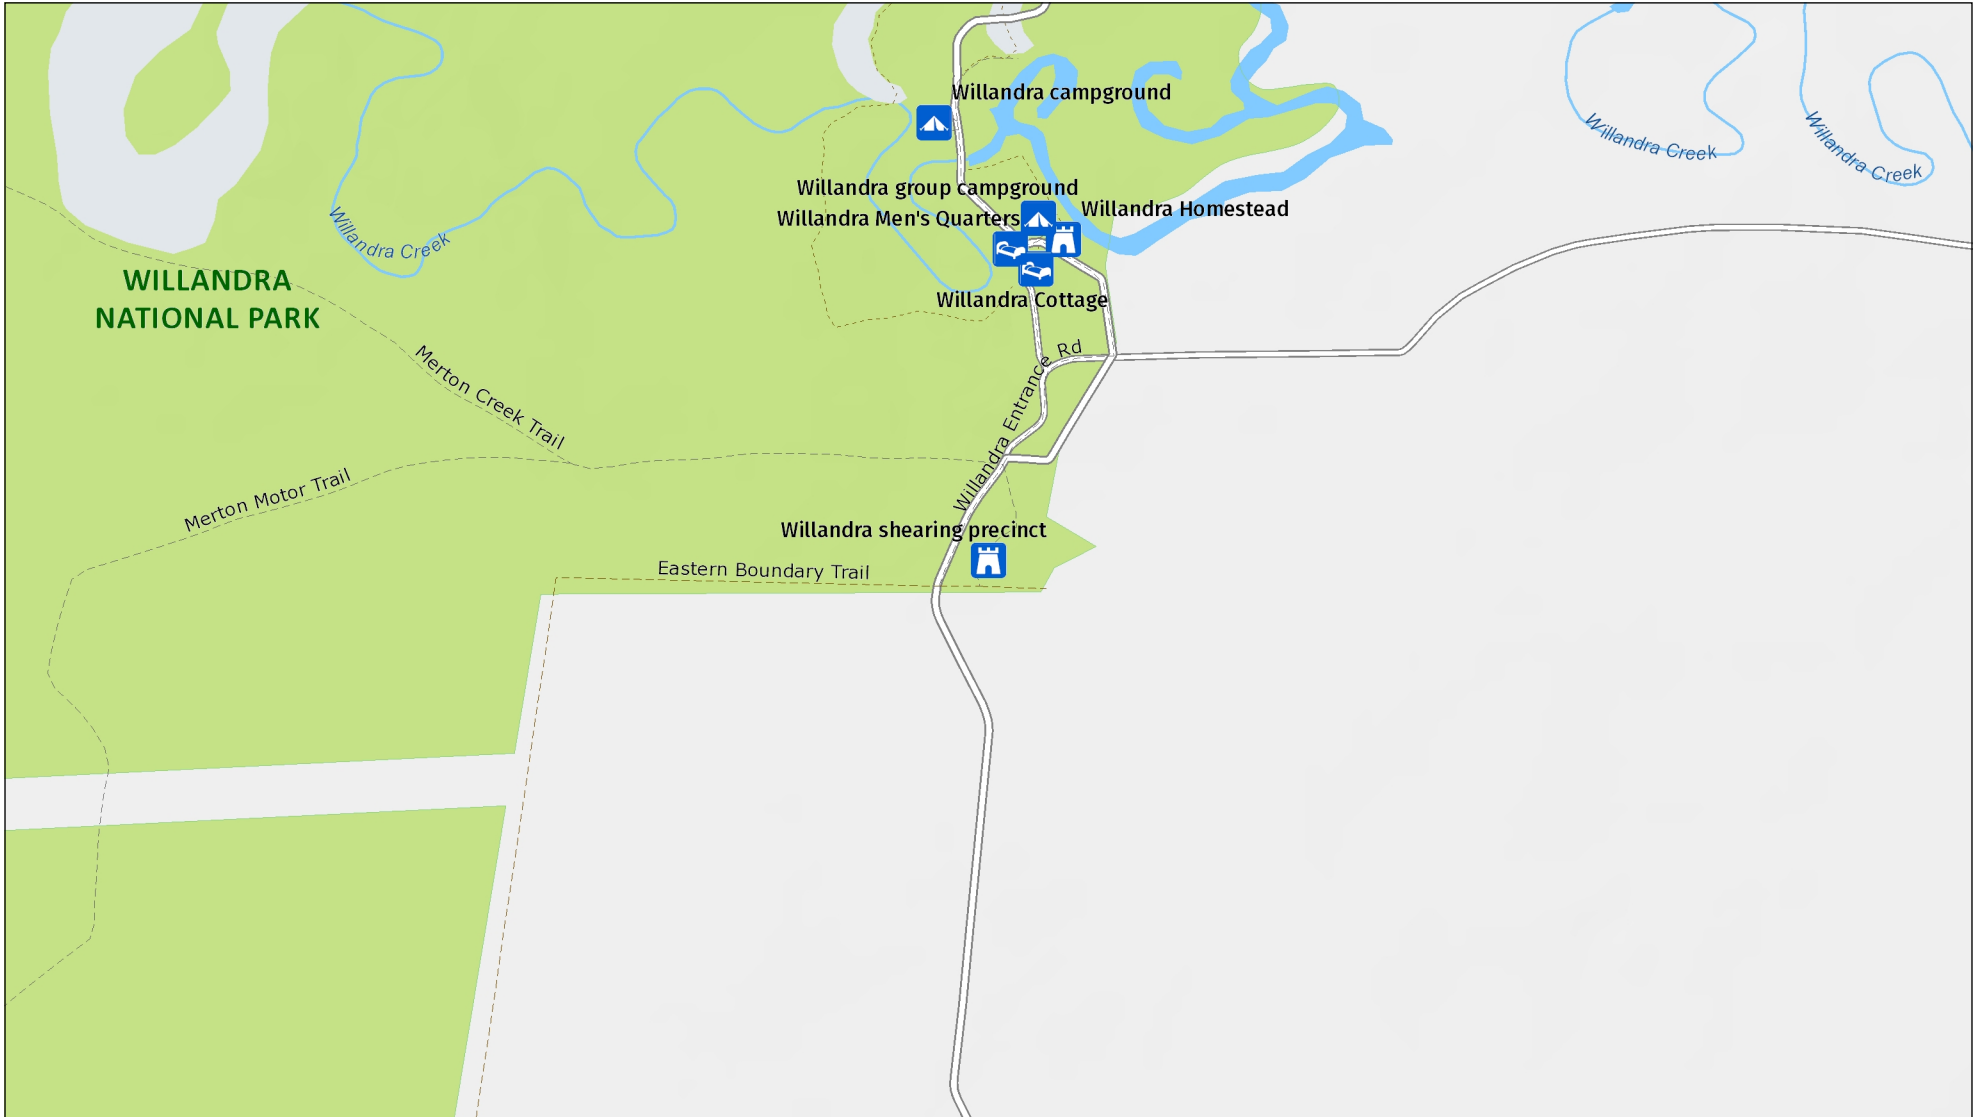 Willandra campground
Willandra Creek
Willandra Creek
Willandra group campground
Willandra Men's Quarters
Willandra Homestead
Willandra Creek
WILLANDRA
NATIONAL PARK
Willandra Cottage
Merton Creek Trail
Willandra Entrance Rd
Merton Motor Trail
Willandra shearing precinct
Eastern Boundary Trail